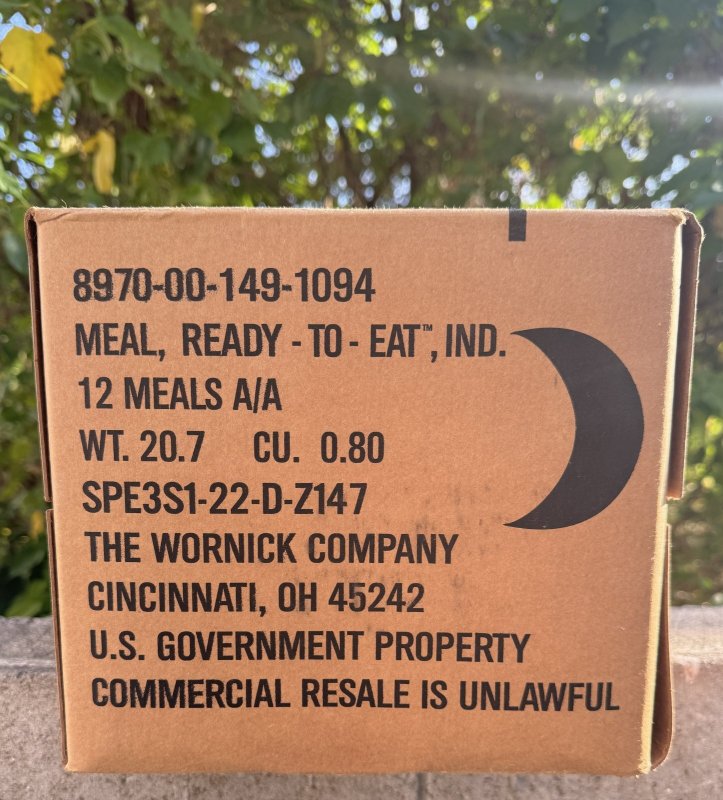 8970-00-149-1094
MEAL, READY - TO - EAT™, IND.
12 MEALS A/A
WT. 20.7 CU. 0.80
SPE3S1-22-D-Z147
THE WORNICK COMPANY
CINCINNATI, OH 45242
U.S. GOVERNMENT PROPERTY
COMMERCIAL RESALE IS UNLAWFUL